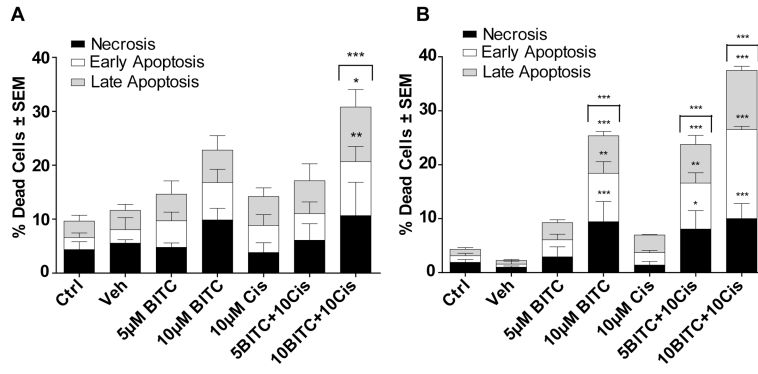 A
Necrosis
Early Apoptosis
Late Apoptosis
% Dead Cells ± SEM
40
30
20
10
0
***
*
**
Ctrl
Veh
5µM BITC
10µM BITC
10µM Cis
5BITC+10Cis
10BITC+10Cis
B
Necrosis
Early Apoptosis
Late Apoptosis
% Dead Cells ± SEM
40
30
20
10
0
***
***
**
***
***
***
**
*
***
***
***
***
Ctrl
Veh
5µM BITC
10µM BITC
10µM Cis
5BITC+10Cis
10BITC+10Cis